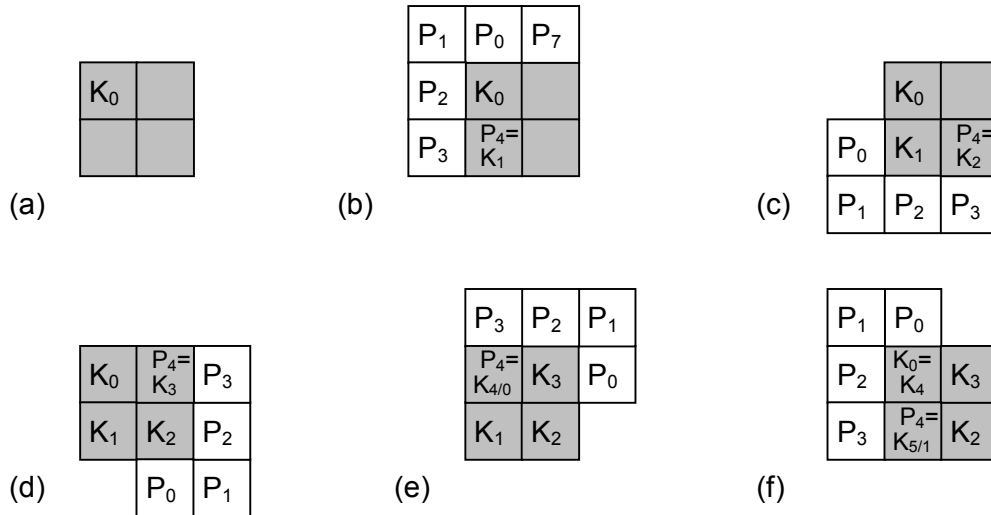 P₁ P₀ P₇
K₀
P₂ K₀
K₀
P₃ P₄=
K₁
P₀ K₁ P₄=
K₂
(a)
(b)
(c)
P₁ P₂ P₃
P₃ P₂ P₁
P₁ P₀
K₀ P₄=
K₃ P₃
P₄=
K₄/₀ K₃ P₀
P₂ K₀=
K₄ K₃
K₁ K₂ P₂
K₁ K₂
P₃ P₄=
K₅/₁ K₂
(d)
P₀ P₁
(e)
(f)